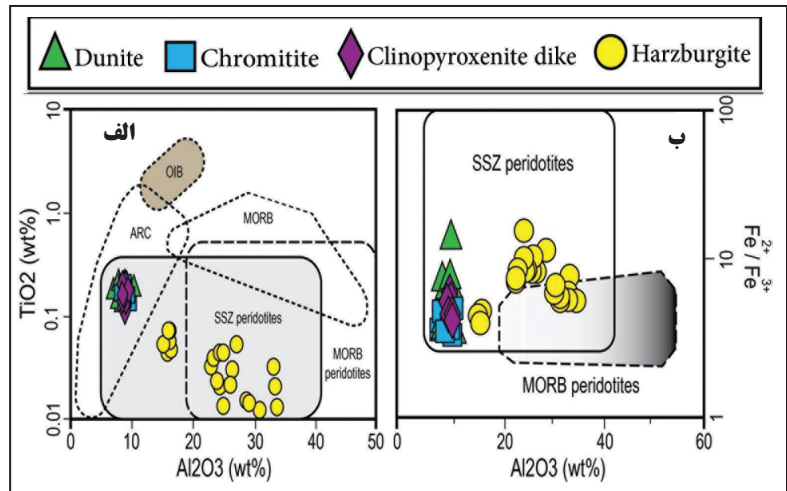 Dunite Chromitite Clinopyroxenite dike Harzburgite
الف
10
1.0
0.1
0.01
TiO2 (wt%)
OIB
ARC
MORB
SSZ peridotites
MORB
peridotites
0 10 20 30 40 50
Al2O3 (wt%)
ب
SSZ peridotites
MORB peridotites
100
10
1
Fe2+ / Fe3+
0 20 40 60
Al2O3 (wt%)